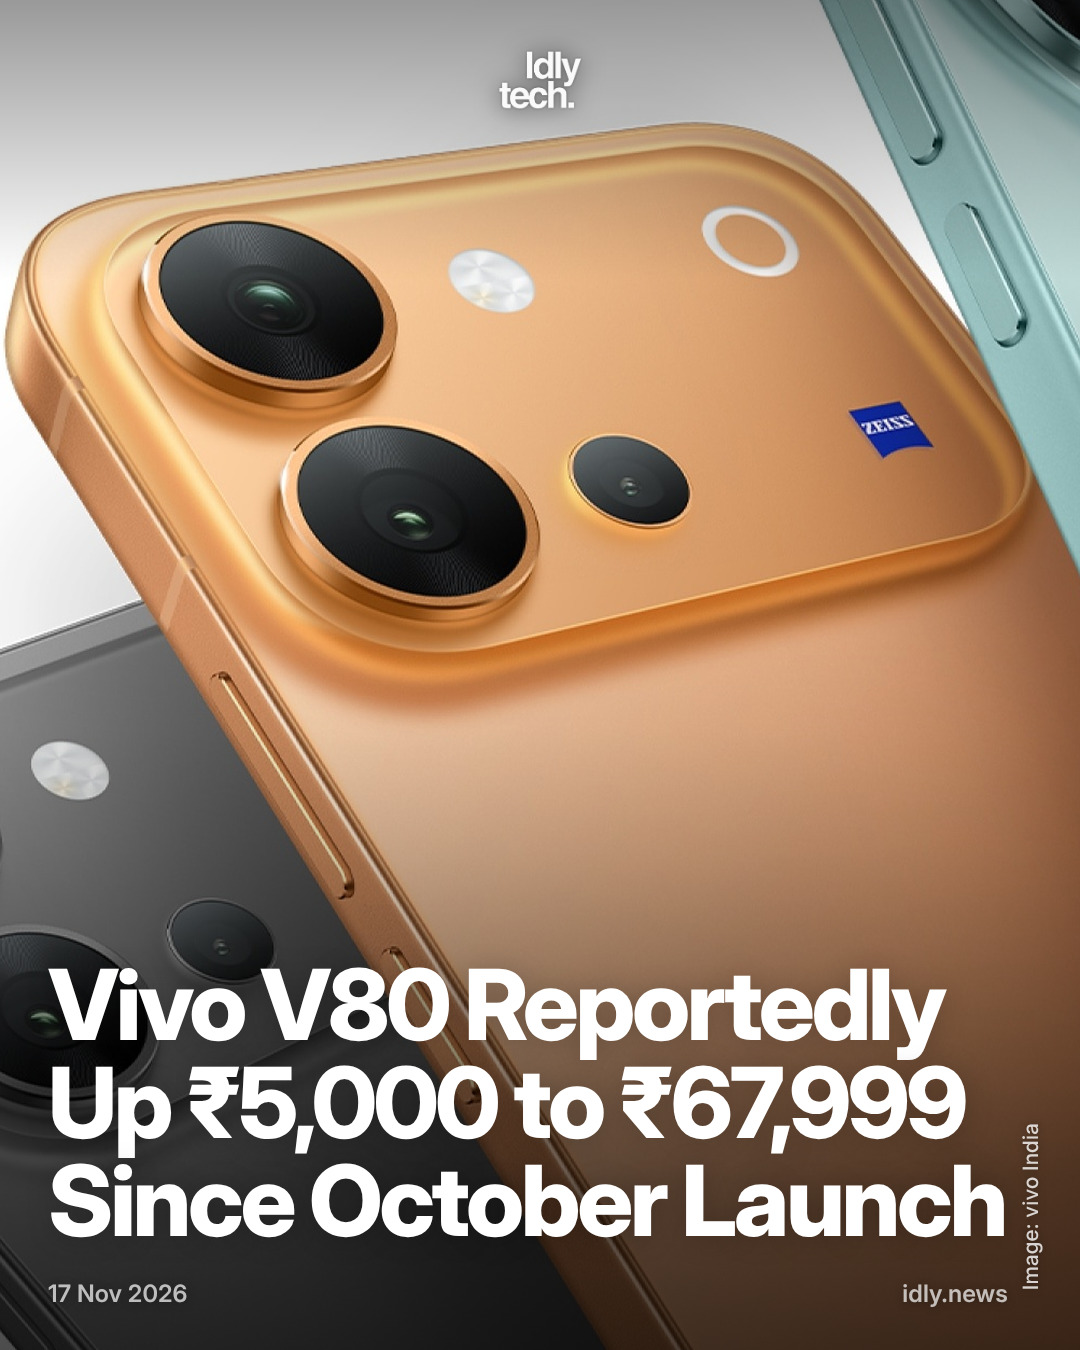 Idly
tech.
ZEISS
Vivo V80 Reportedly
Up ₹5,000 to ₹67,999
Since October Launch
Image: vivo India
17 Nov 2026
idly.news